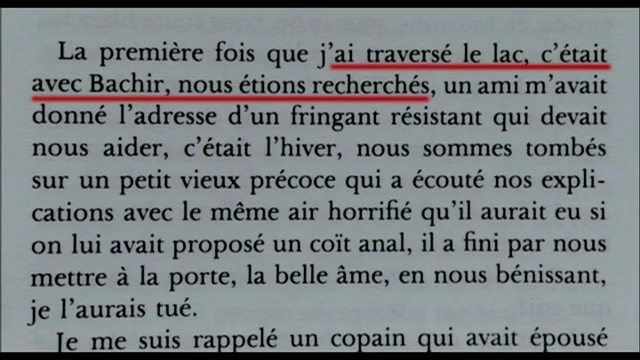 La première fois que j'ai traversé le lac, c'était
avec Bachir, nous étions recherchés, un ami m'avait
donné l'adresse d'un fringant résistant qui devait
nous aider, c'était l'hiver, nous sommes tombés
sur un petit vieux précoce qui a écouté nos expli-
cations avec le même air horrifié qu'il aurait eu si
on lui avait proposé un coït anal, il a fini par nous
mettre à la porte, la belle âme, en nous bénissant,
je l'aurais tué.
Je me suis rappelé un copain qui avait épousé